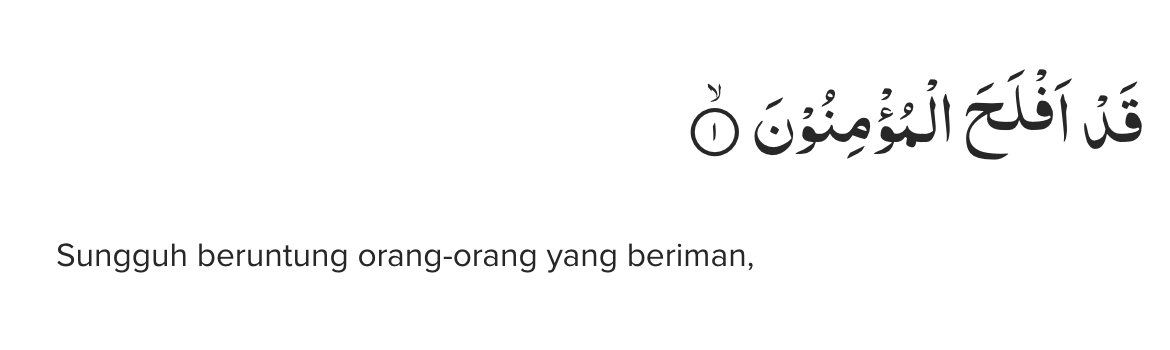 قَدْ اَفْلَحَ الْمُؤْمِنُوْنَ ۙ ١
Sungguh beruntung orang-orang yang beriman,